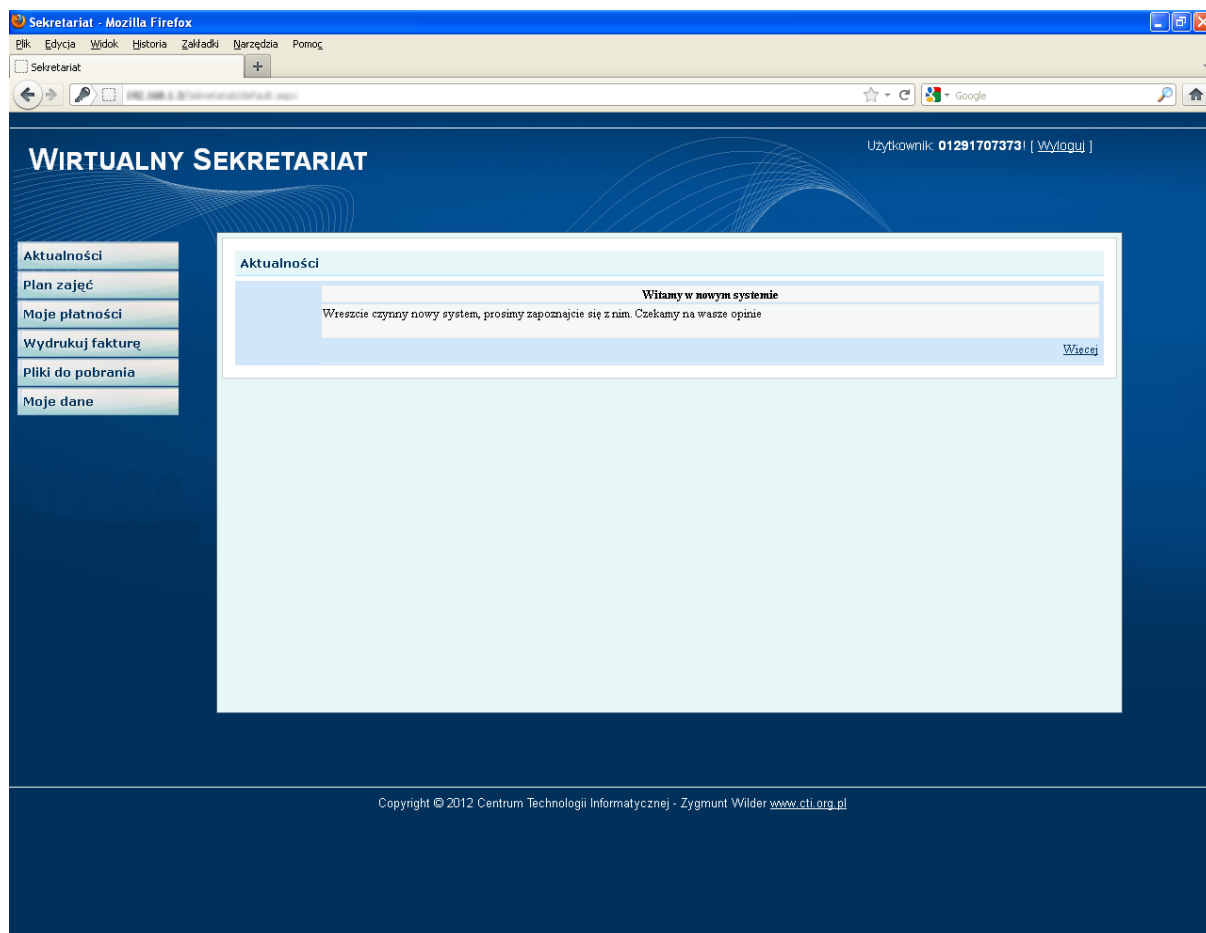 Sekretariat - Mozilla Firefox
Plik Edycja Widok Historia Zakładki Narzędzia Pomoc
Sekretariat
Google
WIRTUALNY SEKRETARIAT
Użytkownik: 01291707373! [ Wyloguj ]
Aktualności
Plan zajęć
Moje płatności
Wydrukuj fakturę
Pliki do pobrania
Moje dane
Aktualności
Witamy w nowym systemie
Wreszcie czynny nowy system, prosimy zapoznajcie się z nim. Czekamy na wasze opinie
Więcej
Copyright © 2012 Centrum Technologii Informatycznej - Zygmunt Wilder www.cti.org.pl